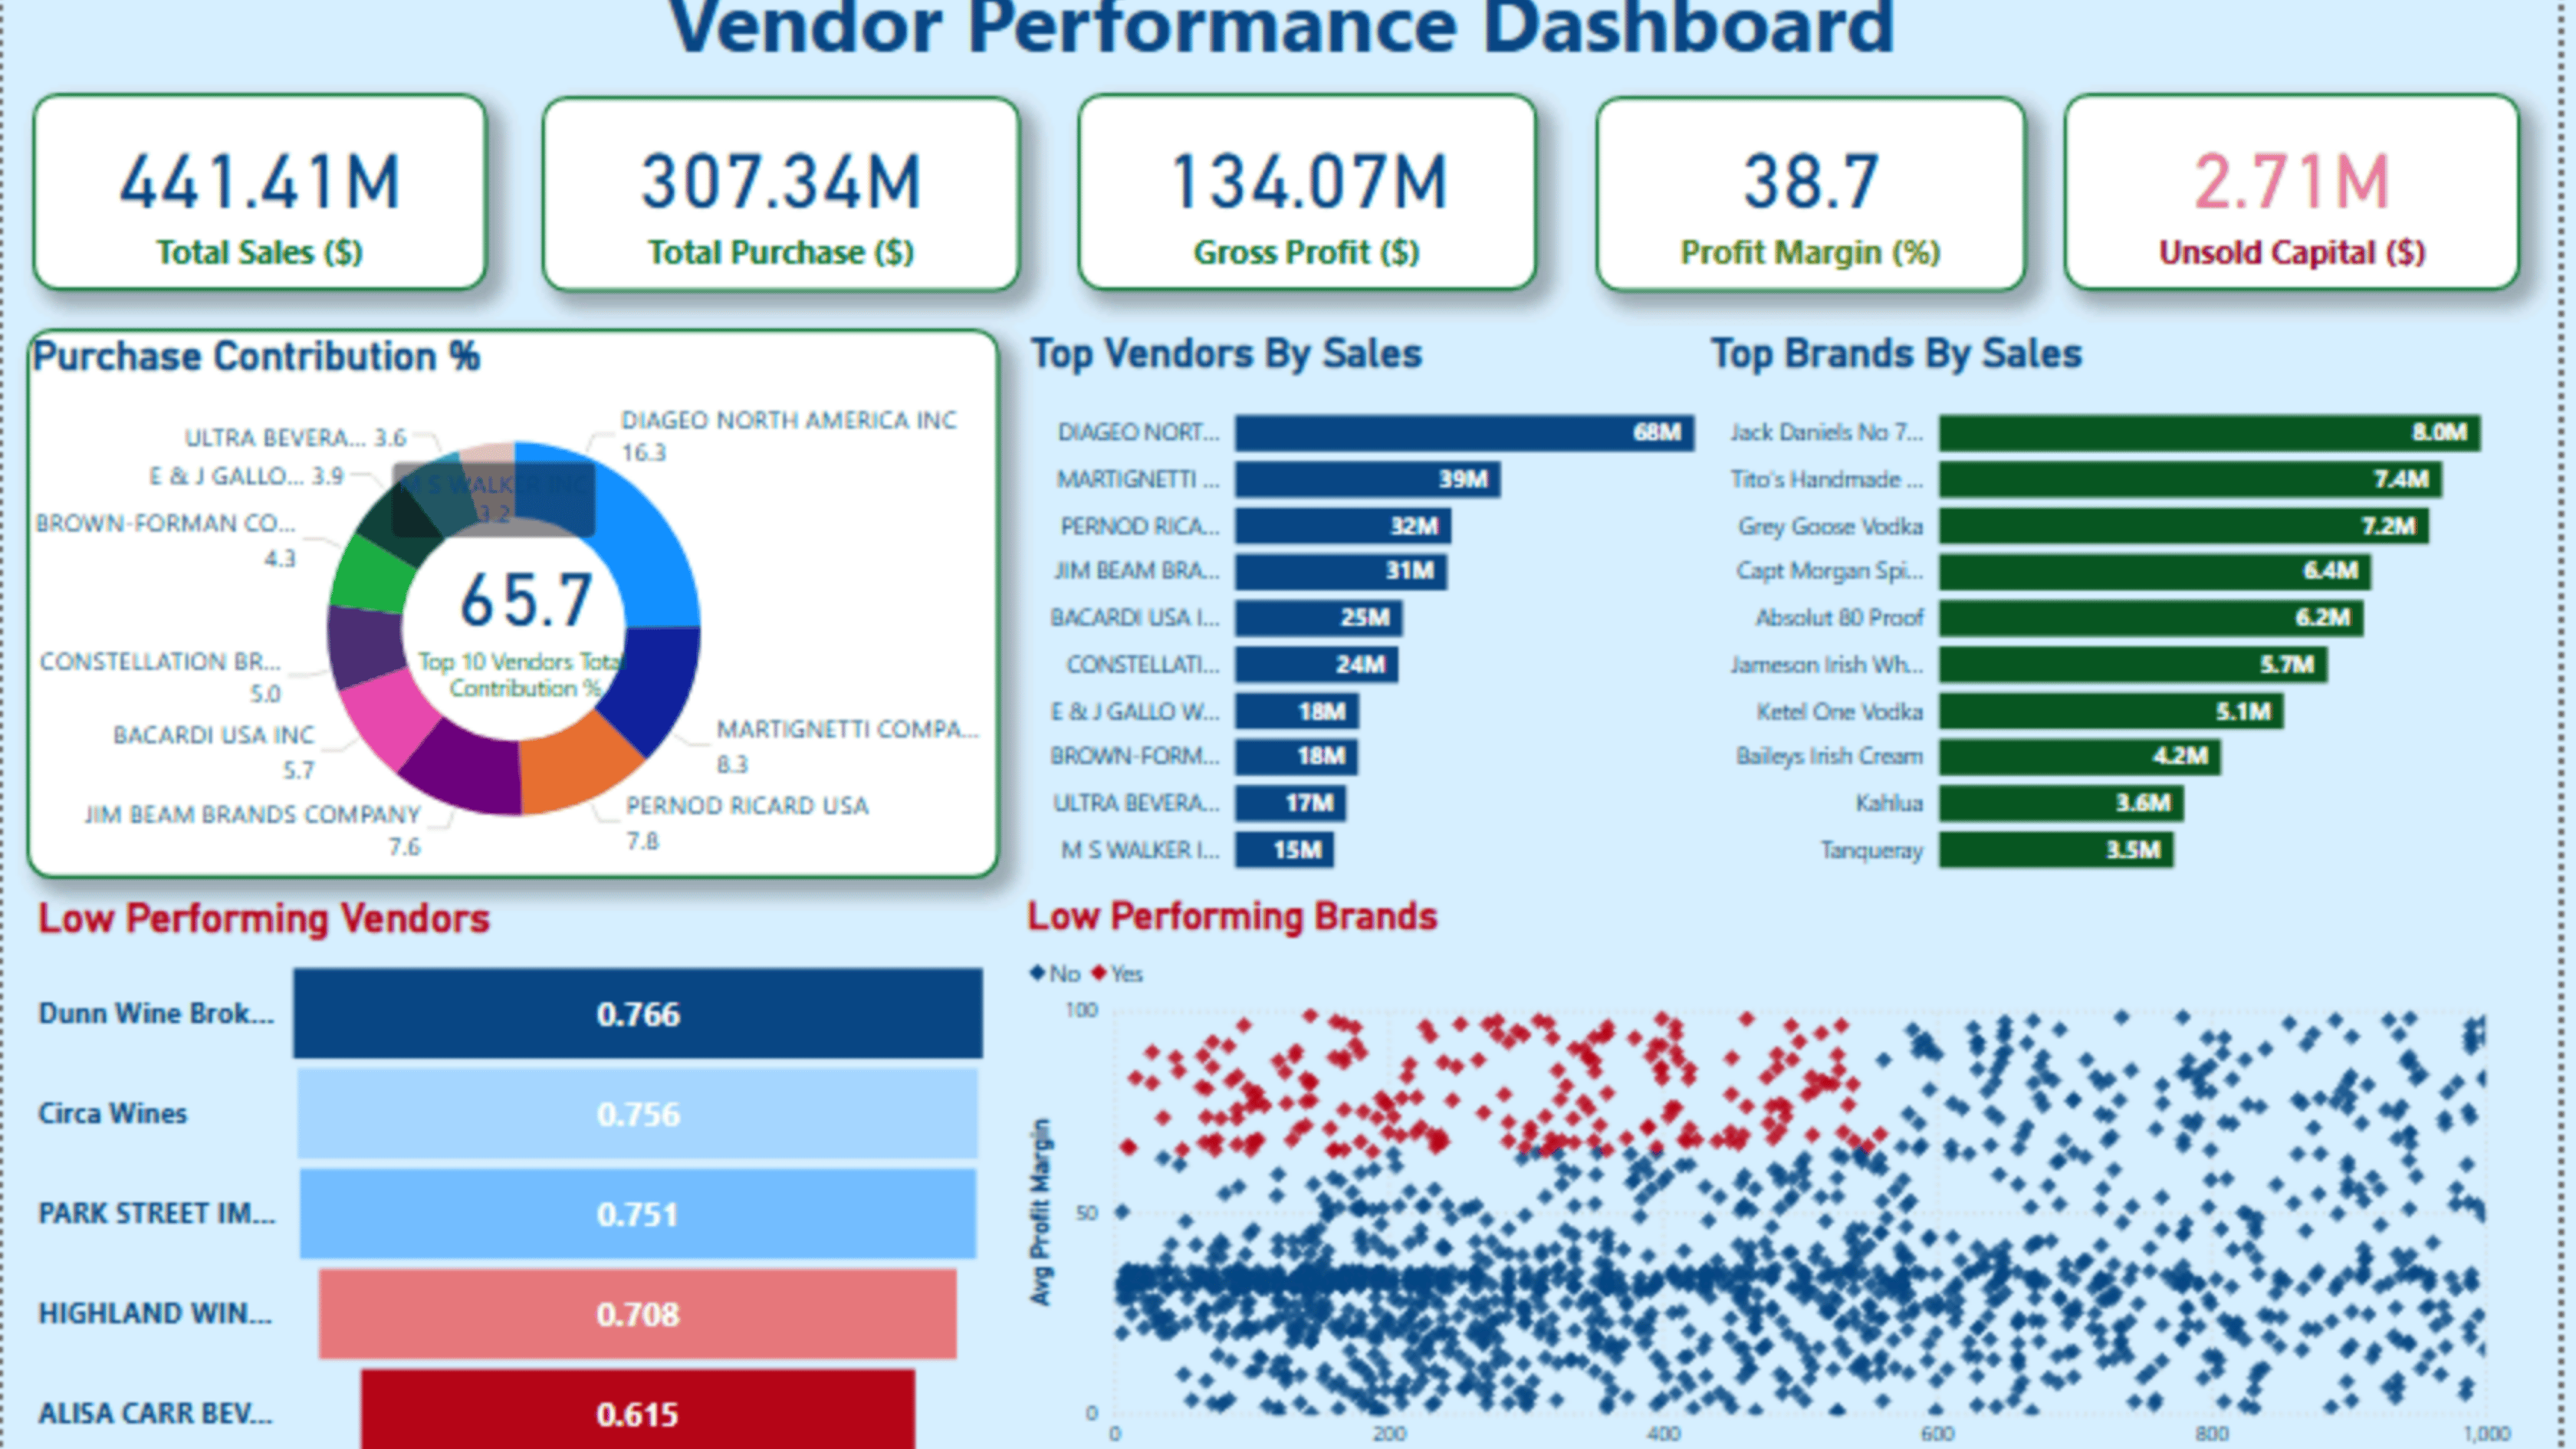 Vendor Performance Dashboard
441.41M
Total Sales ($)
307.34M
Total Purchase ($)
134.07M
Gross Profit ($)
38.7
Profit Margin (%)
2.71M
Unsold Capital ($)
Purchase Contribution %
DIAGEO NORTH AMERICA INC
16.3
MARTIGNETTI COMPA...
8.3
PERNOD RICARD USA
7.8
JIM BEAM BRANDS COMPANY
7.6
BACARDI USA INC
5.7
CONSTELLATION BR...
5.0
BROWN-FORMAN CO...
4.3
E & J GALLO... 3.9
ULTRA BEVERA... 3.6
M S WALKER INC
3.2
65.7
Top 10 Vendors Total
Contribution %
Top Vendors By Sales
DIAGEO NORT... 68M
MARTIGNETTI ... 39M
PERNOD RICA... 32M
JIM BEAM BRA... 31M
BACARDI USA I... 25M
CONSTELLATI... 24M
E & J GALLO W... 18M
BROWN-FORM... 18M
ULTRA BEVERA... 17M
M S WALKER I... 15M
Top Brands By Sales
Jack Daniels No 7... 8.0M
Tito's Handmade ... 7.4M
Grey Goose Vodka 7.2M
Capt Morgan Spi... 6.4M
Absolut 80 Proof 6.2M
Jameson Irish Wh... 5.7M
Ketel One Vodka 5.1M
Baileys Irish Cream 4.2M
Kahlua 3.6M
Tanqueray 3.5M
Low Performing Vendors
Dunn Wine Brok... 0.766
Circa Wines 0.756
PARK STREET IM... 0.751
HIGHLAND WIN... 0.708
ALISA CARR BEV... 0.615
Low Performing Brands
No Yes
Avg Profit Margin
100
50
0
0 200 400 600 800 1,000